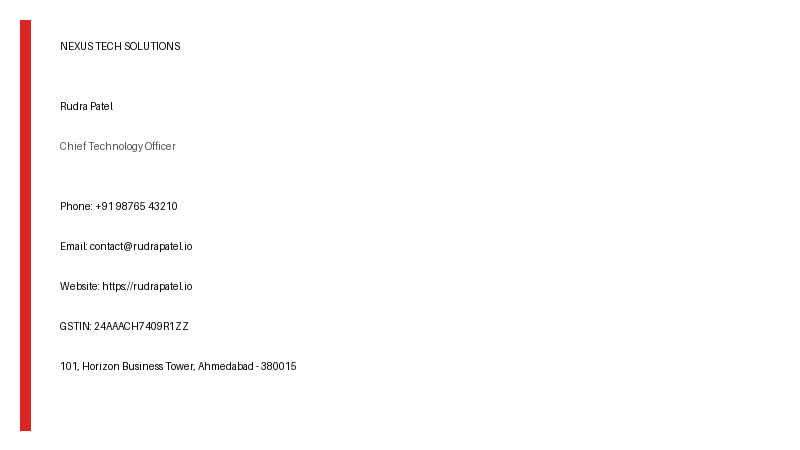 NEXUS TECH SOLUTIONS
Rudra Patel
Chief Technology Officer
Phone: +91 98765 43210
Email: contact@rudrapatel.io
Website: https://rudrapatel.io
GSTIN: 24AAACH7409R1ZZ
101, Horizon Business Tower, Ahmedabad - 380015